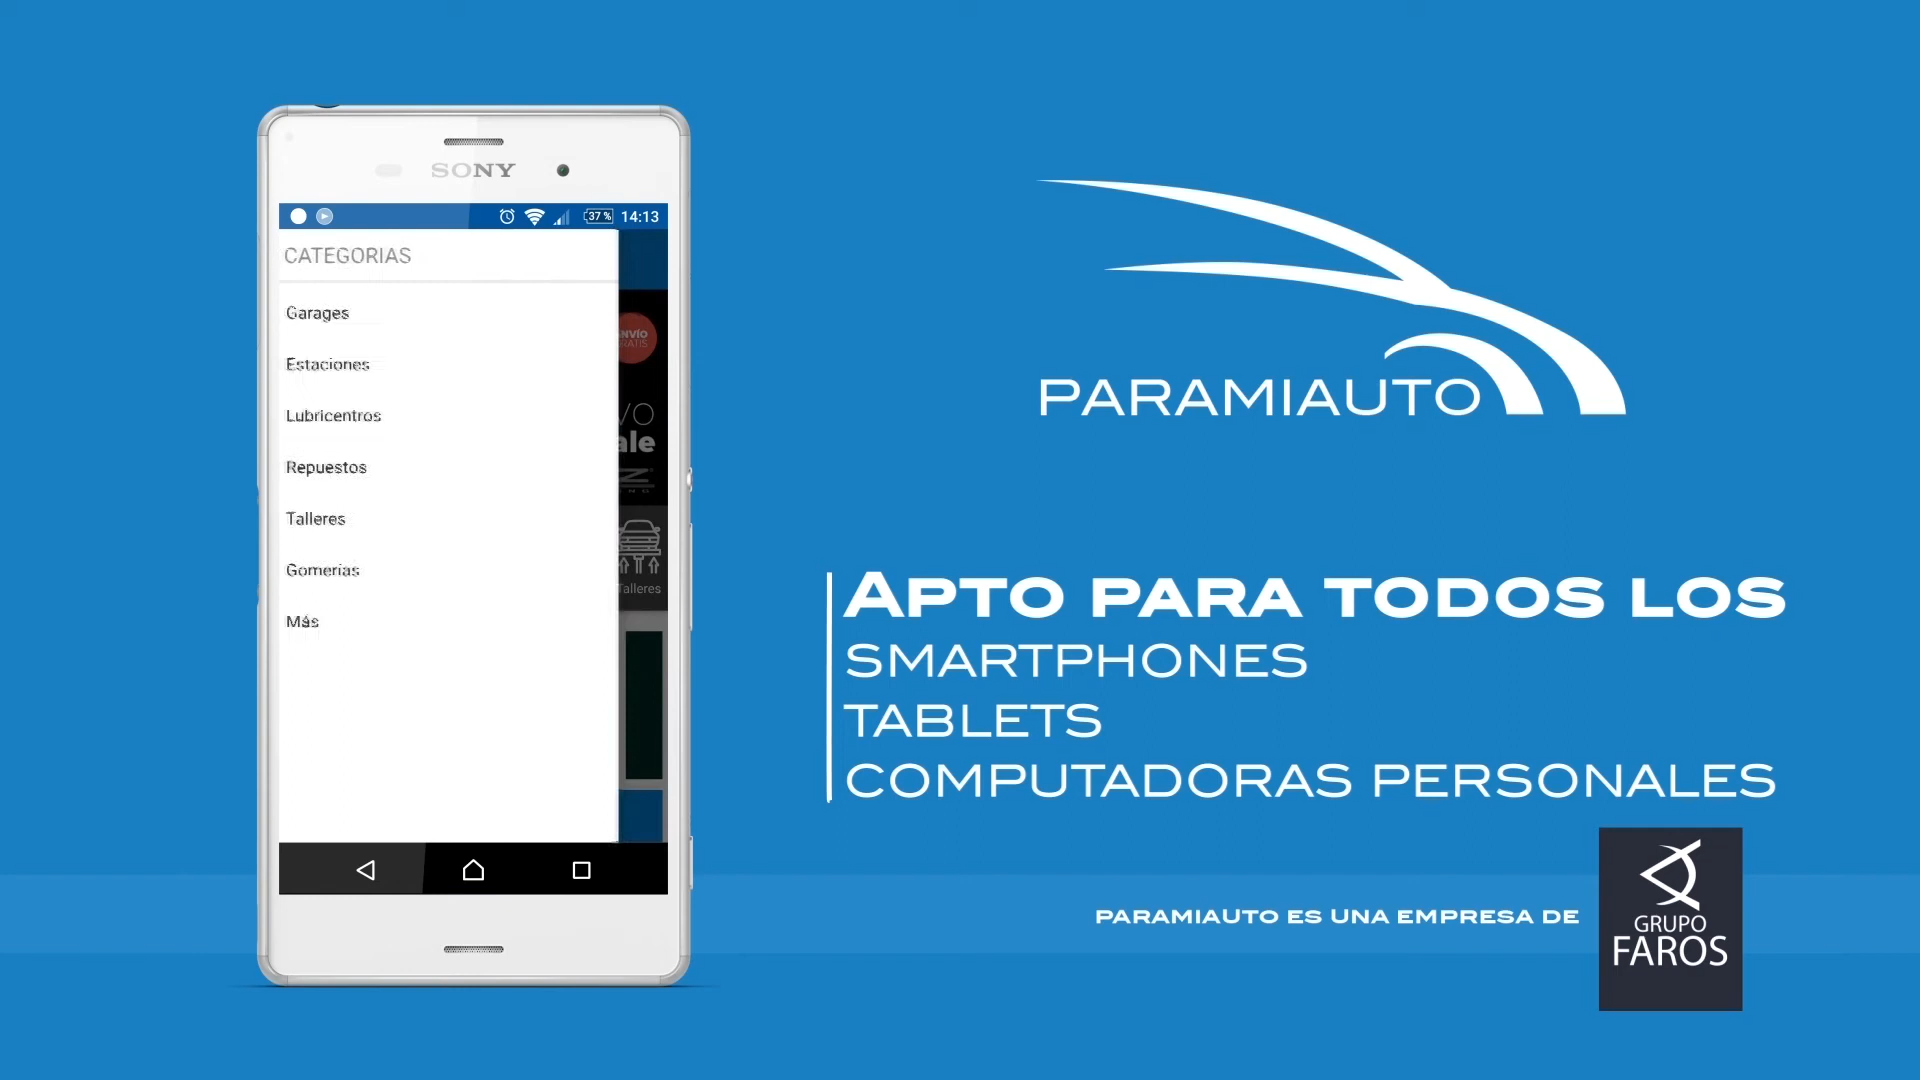 SONY
37 %
14:13
CATEGORIAS
Garages
Estaciones
Lubricentros
Repuestos
Talleres
Gomerias
Más
Talleres
PARAMIAUTO
APTO PARA TODOS LOS
SMARTPHONES
TABLETS
COMPUTADORAS PERSONALES
PARAMIAUTO ES UNA EMPRESA DE
GRUPO
FAROS